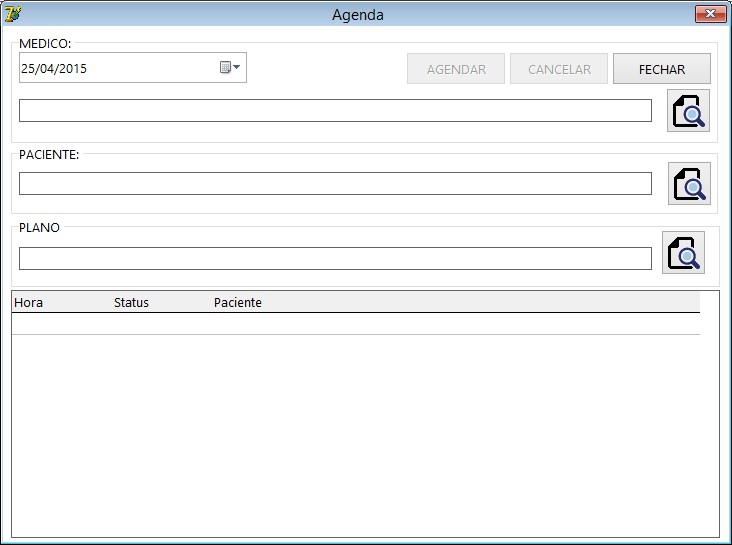 Agenda
MEDICO:
25/04/2015
AGENDAR CANCELAR FECHAR
PACIENTE:
PLANO
Hora Status Paciente